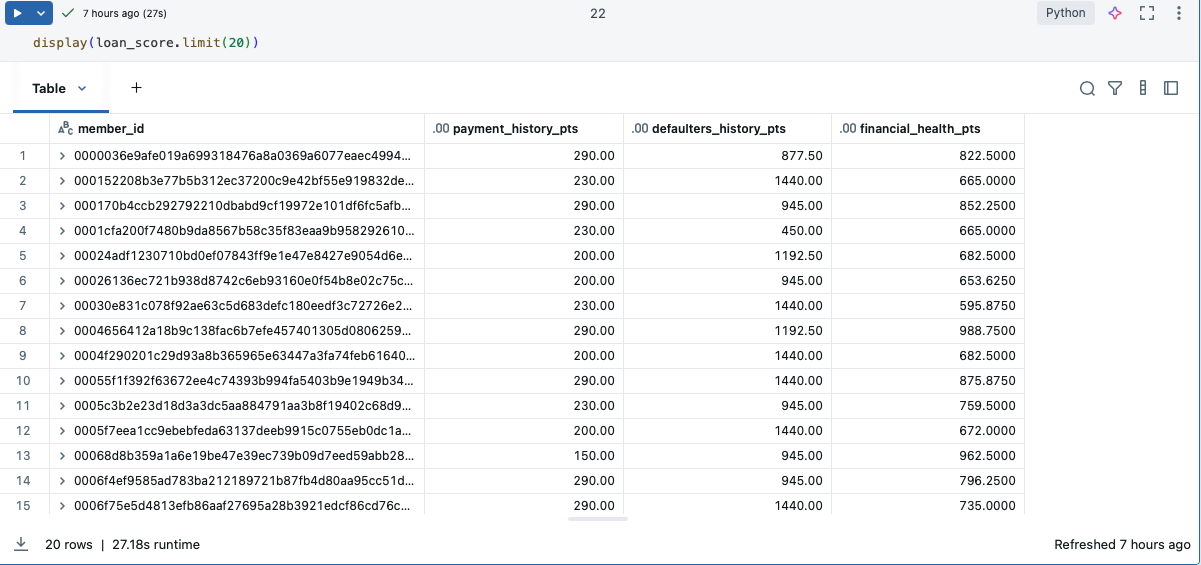 7 hours ago (27s) 22 Python
display(loan_score.limit(20))
Table
member_id .00 payment_history_pts .00 defaulters_history_pts .00 financial_health_pts
1 0000036e9afe019a699318476a8a0369a6077eaec4994... 290.00 877.50 822.5000
2 000152208b3e77b5b312ec37200c9e42bf55e919832de... 230.00 1440.00 665.0000
3 000170b4ccb292792210dbabd9cf19972e101df6fc5afb... 290.00 945.00 852.2500
4 0001cfa200f7480b9da8567b58c35f83eaa9b958292610... 230.00 450.00 665.0000
5 00024adf1230710bd0ef07843ff9e1e47e8427e9054d6e... 200.00 1192.50 682.5000
6 00026136ec721b938d8742c6eb93160e0f54b8e02c75c... 200.00 945.00 653.6250
7 00030e831c078f92ae63c5d683defc180eedf3c72726e2... 230.00 1440.00 595.8750
8 0004656412a18b9c138fac6b7efe457401305d0806259... 290.00 1192.50 988.7500
9 0004f290201c29d93a8b365965e63447a3fa74feb61640... 200.00 1440.00 682.5000
10 00055f1f392f63672ee4c74393b994fa5403b9e1949b34... 290.00 1440.00 875.8750
11 0005c3b2e23d18d3a3dc5aa884791aa3b8f19402c68d9... 230.00 945.00 759.5000
12 0005f7eea1cc9ebebfeda63137deeb9915c0755eb0dc1a... 200.00 1440.00 672.0000
13 00068d8b359a1a6e19be47e39ec739b09d7eed59abb28... 150.00 945.00 962.5000
14 0006f4ef9585ad783ba212189721b87fb4d80aa95cc51d... 290.00 945.00 796.2500
15 0006f75e5d4813efb86aaf27695a28b3921edcf86cd76c... 290.00 1440.00 735.0000
20 rows | 27.18s runtime Refreshed 7 hours ago